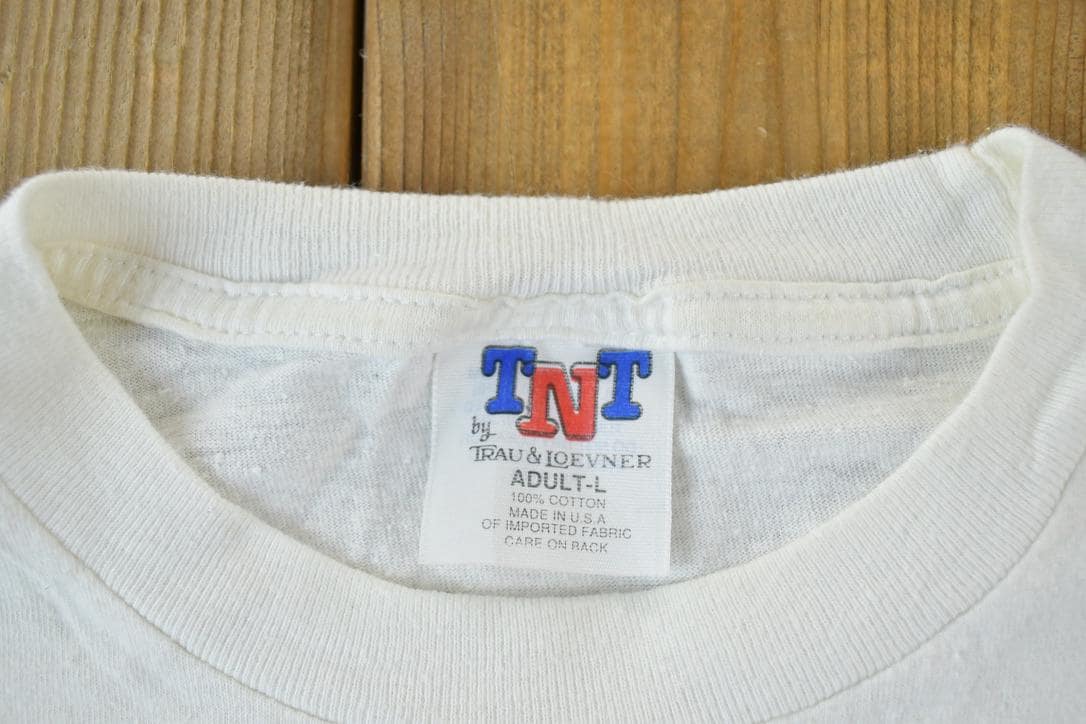 TNT
by
TRAU & LOEVNER
ADULT-L
100% COTTON
MADE IN U.S.A
OF IMPORTED FABRIC
CARE ON BACK